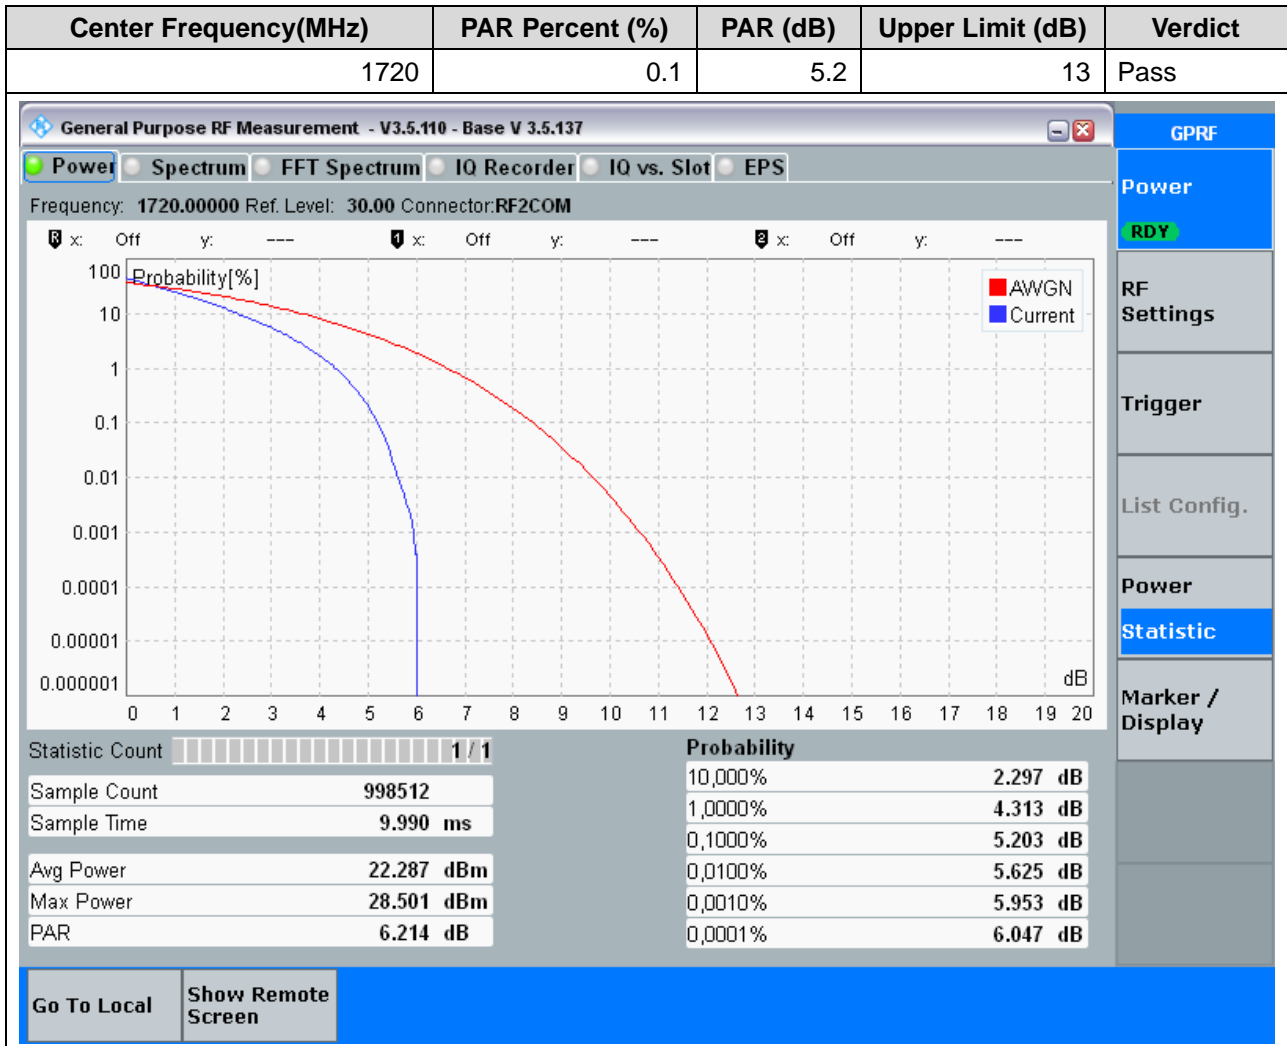 Center Frequency(MHz) PAR Percent (%) PAR (dB) Upper Limit (dB) Verdict
1720 0.1 5.2 13 Pass
General Purpose RF Measurement - V3.5.110 - Base V 3.5.137
GPRF
Power Spectrum FFT Spectrum IQ Recorder IQ vs. Slot EPS
Power
RDY
Frequency: 1720.00000 Ref. Level: 30.00 Connector:RF2COM
R x: Off y: --- 1 x: Off y: --- 2 x: Off y: ---
Probability[%]
AWGN
Current
100
10
1
0.1
0.01
0.001
0.0001
0.00001
0.000001
dB
0 1 2 3 4 5 6 7 8 9 10 11 12 13 14 15 16 17 18 19 20
RF
Settings
Trigger
List Config.
Power
Statistic
Marker /
Display
Statistic Count 1 / 1
Sample Count 998512
Sample Time 9.990 ms
Avg Power 22.287 dBm
Max Power 28.501 dBm
PAR 6.214 dB
Probability
10,000% 2.297 dB
1,0000% 4.313 dB
0,1000% 5.203 dB
0,0100% 5.625 dB
0,0010% 5.953 dB
0,0001% 6.047 dB
Go To Local
Show Remote
Screen